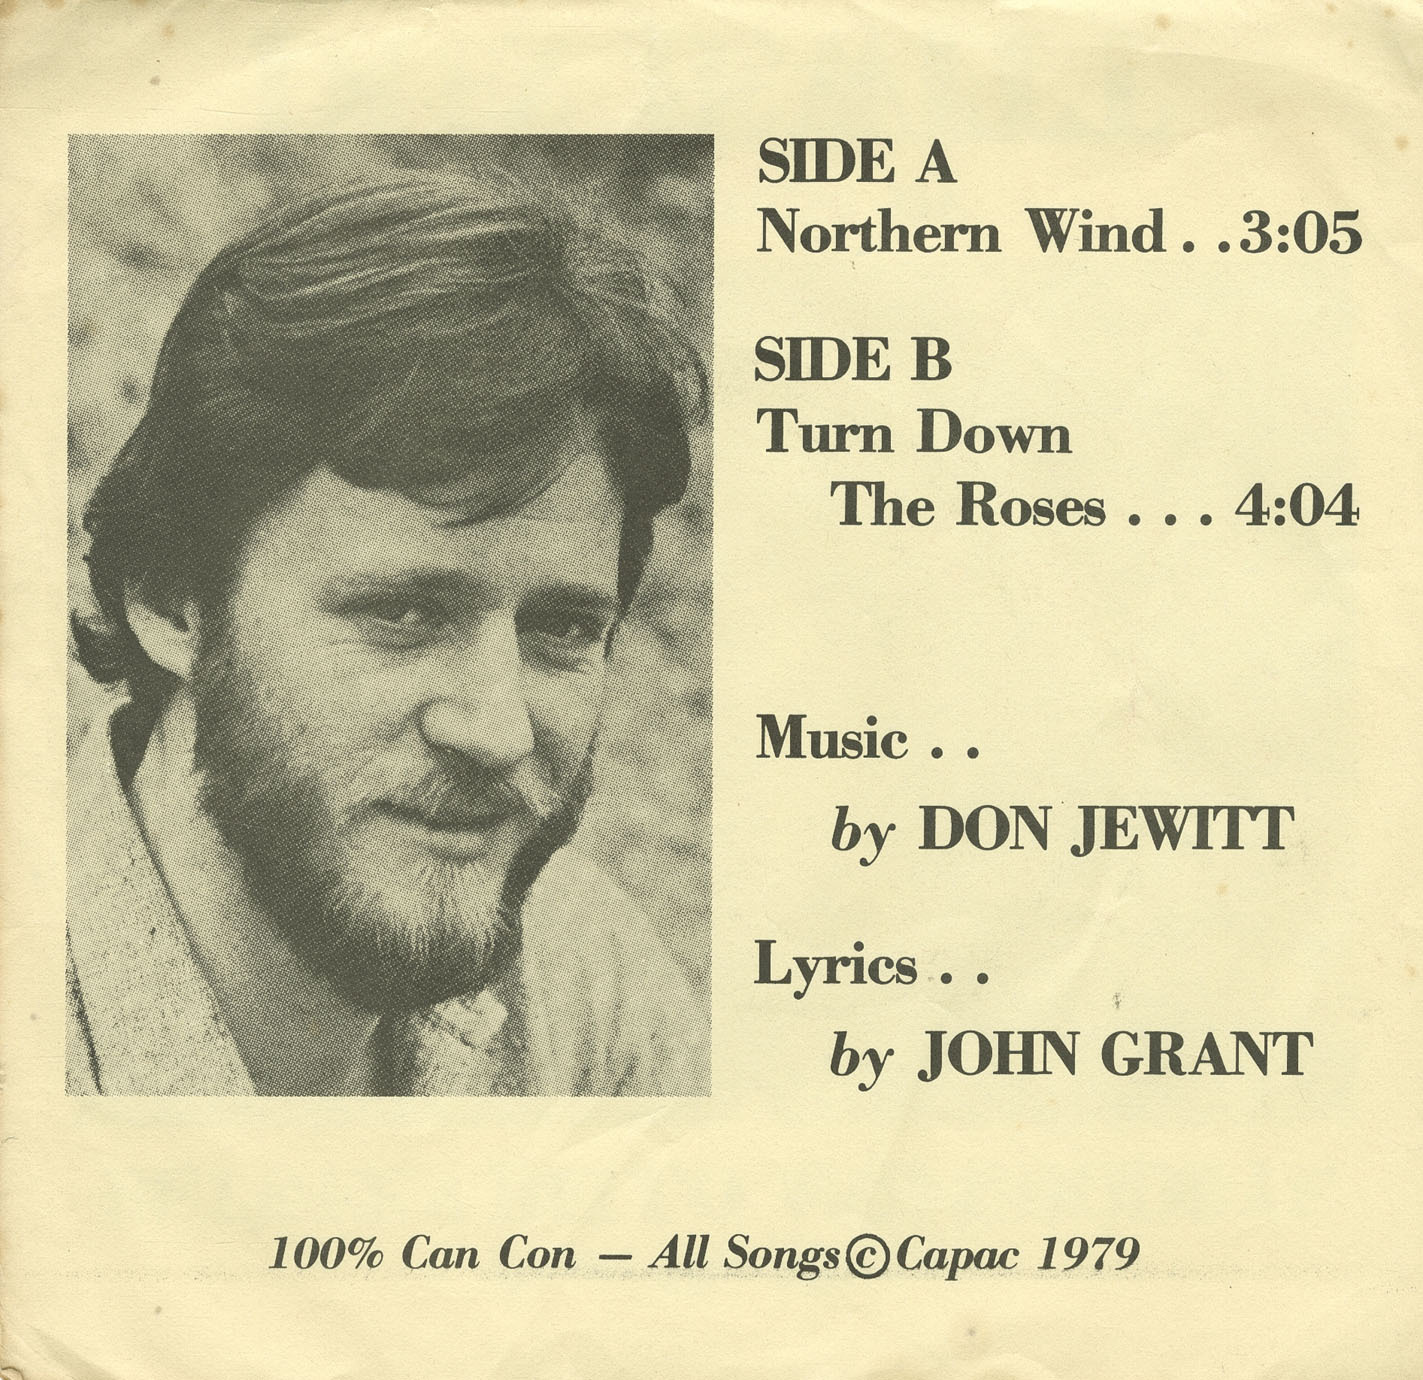 SIDE A
Northern Wind . . 3:05
SIDE B
Turn Down
The Roses . . . 4:04
Music . .
by DON JEWITT
Lyrics . .
by JOHN GRANT
100% Can Con — All Songs © Capac 1979